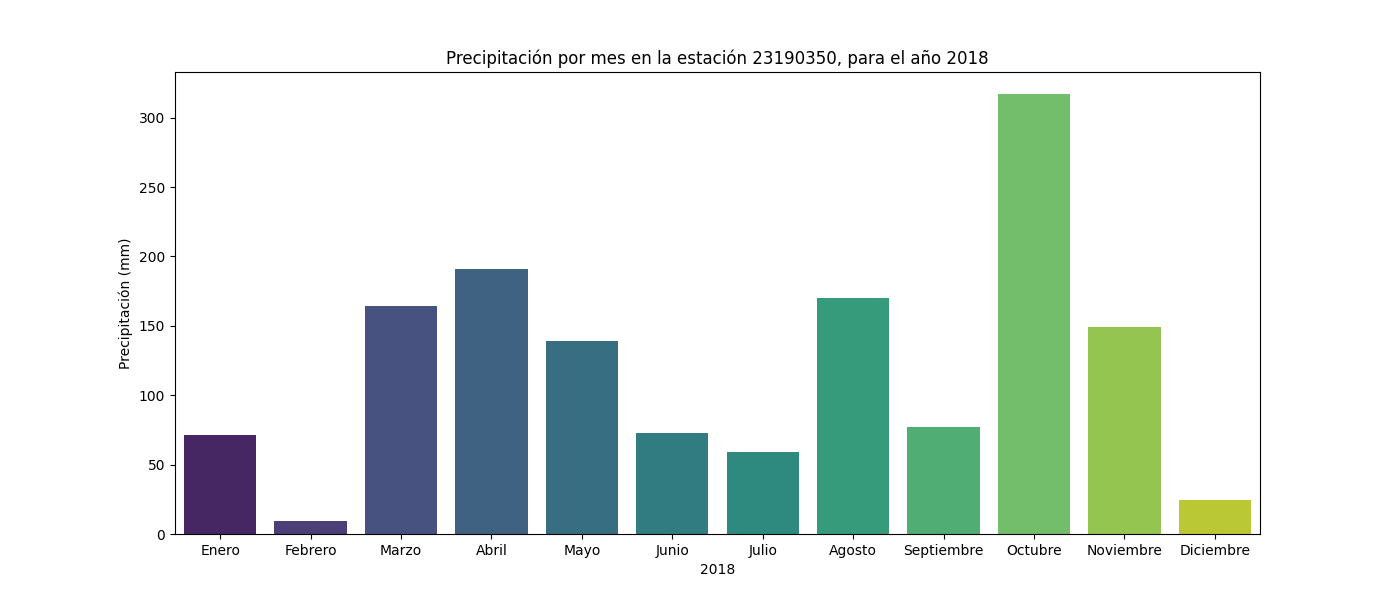 Precipitación por mes en la estación 23190350, para el año 2018
Precipitación (mm)
300
250
200
150
100
50
0
Enero Febrero Marzo Abril Mayo Junio Julio Agosto Septiembre Octubre Noviembre Diciembre
2018